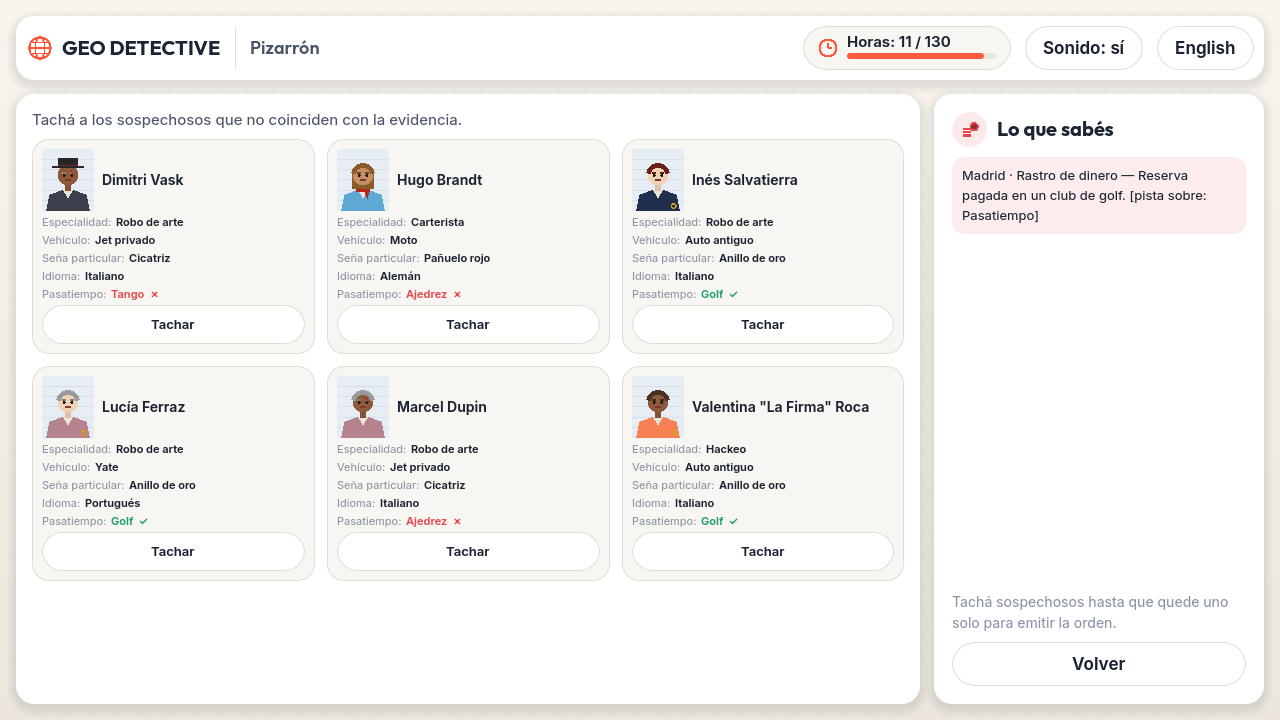 GEO DETECTIVE
Pizarrón
Horas: 11 / 130
Sonido: sí
English
Tachá a los sospechosos que no coinciden con la evidencia.
Dimitri Vask
Especialidad: Robo de arte
Vehículo: Jet privado
Seña particular: Cicatriz
Idioma: Italiano
Pasatiempo: Tango ×
Tachar
Hugo Brandt
Especialidad: Carterista
Vehículo: Moto
Seña particular: Pañuelo rojo
Idioma: Alemán
Pasatiempo: Ajedrez ×
Tachar
Inés Salvatierra
Especialidad: Robo de arte
Vehículo: Auto antiguo
Seña particular: Anillo de oro
Idioma: Italiano
Pasatiempo: Golf ✓
Tachar
Lucía Ferraz
Especialidad: Robo de arte
Vehículo: Yate
Seña particular: Anillo de oro
Idioma: Portugués
Pasatiempo: Golf ✓
Tachar
Marcel Dupin
Especialidad: Robo de arte
Vehículo: Jet privado
Seña particular: Cicatriz
Idioma: Italiano
Pasatiempo: Ajedrez ×
Tachar
Valentina "La Firma" Roca
Especialidad: Hackeo
Vehículo: Auto antiguo
Seña particular: Anillo de oro
Idioma: Italiano
Pasatiempo: Golf ✓
Tachar
Lo que sabés
Madrid · Rastro de dinero — Reserva
pagada en un club de golf. [pista sobre:
Pasatiempo]
Tachá sospechosos hasta que quede uno
solo para emitir la orden.
Volver